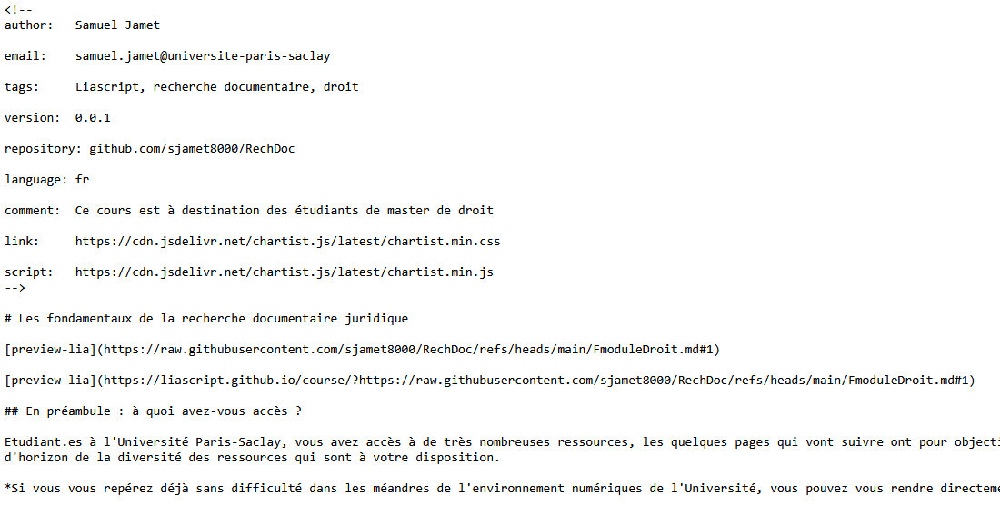 <!--
author:   Samuel Jamet
email:    samuel.jamet@universite-paris-saclay
tags:     Liascript, recherche documentaire, droit
version:  0.0.1
repository: github.com/sjamet8000/RechDoc
language: fr
comment:  Ce cours est à destination des étudiants de master de droit
link:     https://cdn.jsdelivr.net/chartist.js/latest/chartist.min.css
script:   https://cdn.jsdelivr.net/chartist.js/latest/chartist.min.js
-->
# Les fondamentaux de la recherche documentaire juridique
[preview-lia](https://raw.githubusercontent.com/sjamet8000/RechDoc/refs/heads/main/FmoduleDroit.md#1)
[preview-lia](https://liascript.github.io/course/?https://raw.githubusercontent.com/sjamet8000/RechDoc/refs/heads/main/FmoduleDroit.md#1)
## En préambule : à quoi avez-vous accès ?
Etudiant.es à l'Université Paris-Saclay, vous avez accès à de très nombreuses ressources, les quelques pages qui vont suivre ont pour objecti
d'horizon de la diversité des ressources qui sont à votre disposition.
*Si vous vous repérez déjà sans difficulté dans les méandres de l'environnement numériques de l'Université, vous pouvez vous rendre directeme